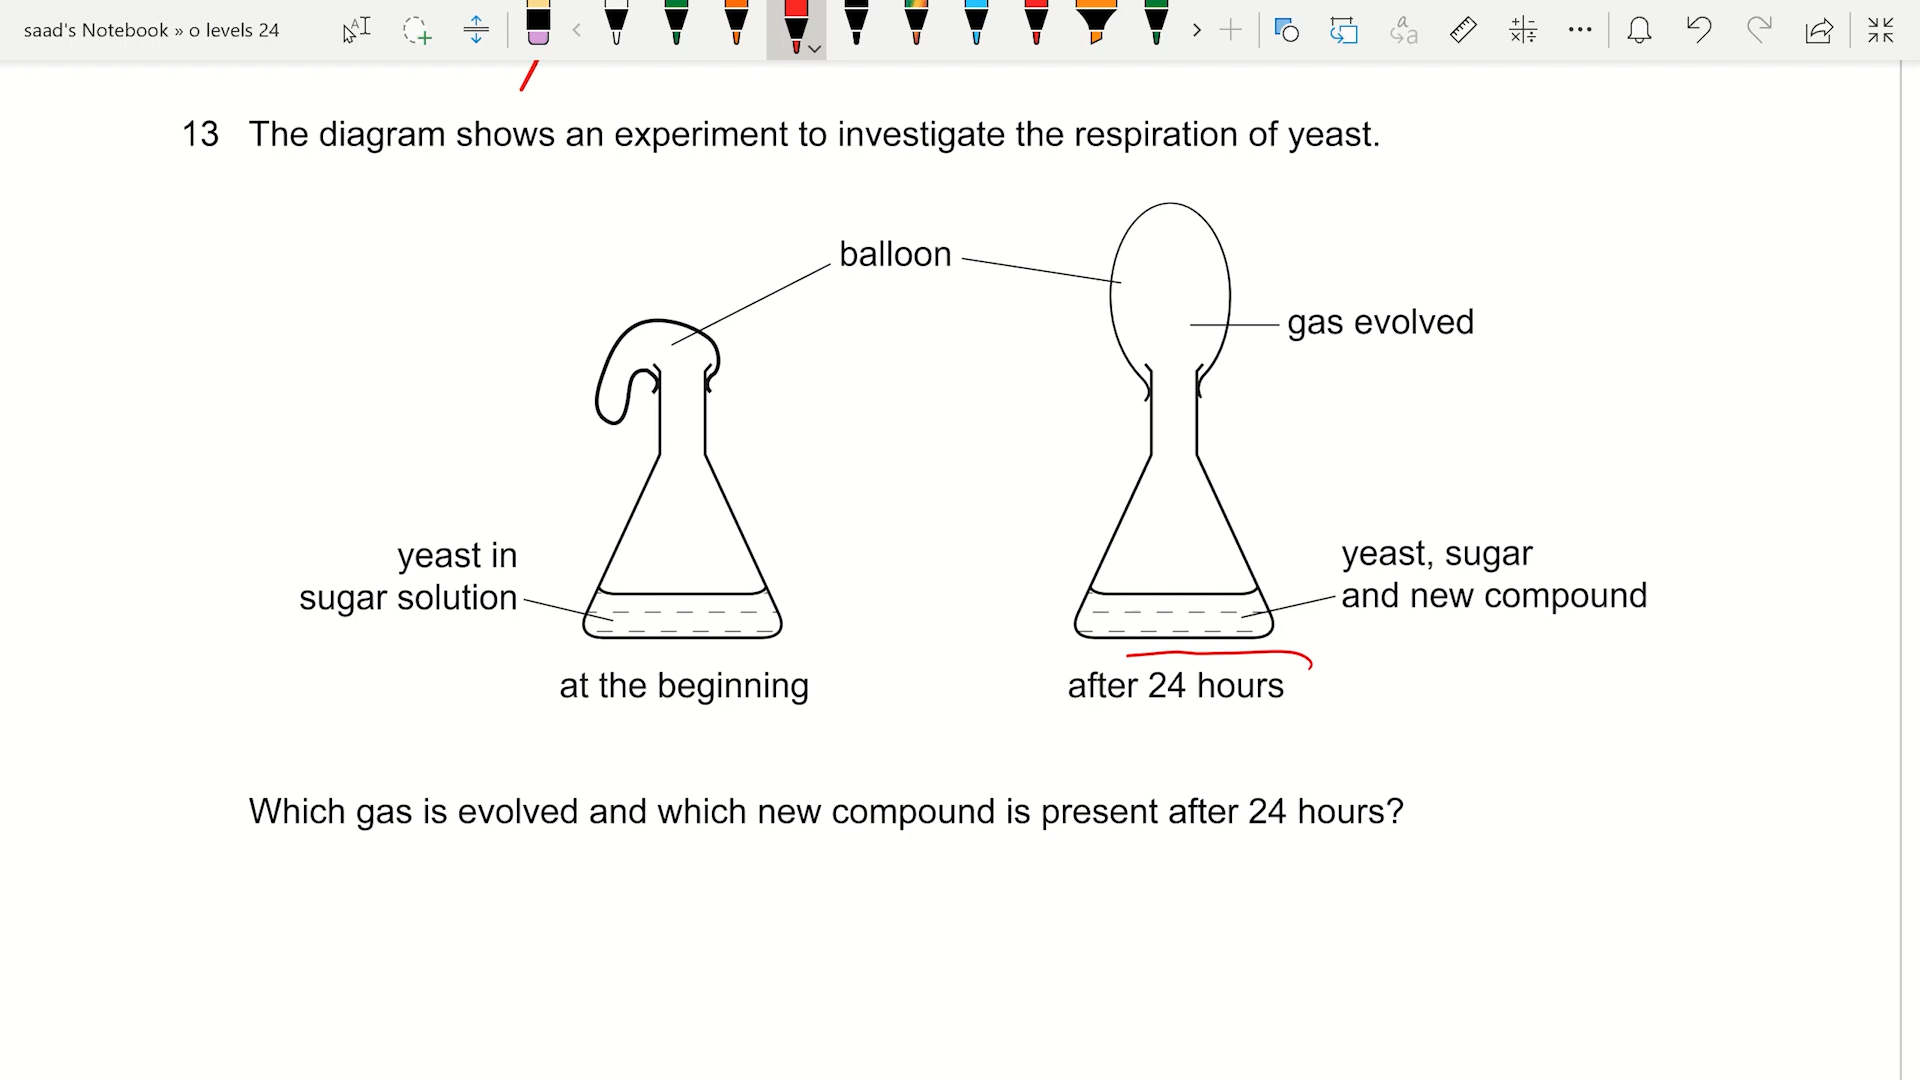 saad's Notebook » o levels 24
13 The diagram shows an experiment to investigate the respiration of yeast.
balloon
gas evolved
yeast in
sugar solution
yeast, sugar
and new compound
at the beginning
after 24 hours
Which gas is evolved and which new compound is present after 24 hours?